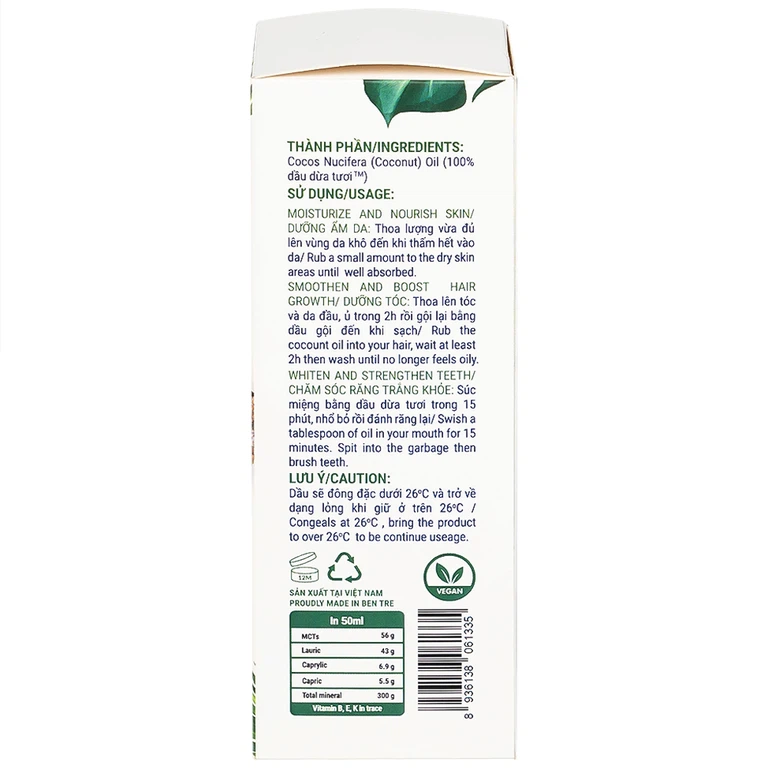 THÀNH PHẦN/INGREDIENTS:
Cocos Nucifera (Coconut) Oil (100%
dầu dừa tươi™)
SỬ DỤNG/USAGE:
MOISTURIZE AND NOURISH SKIN/
DƯỠNG ẨM DA: Thoa lượng vừa đủ
lên vùng da khô đến khi thấm hết vào
da/ Rub a small amount to the dry skin
areas until well absorbed.
SMOOTHEN AND BOOST HAIR
GROWTH/ DƯỠNG TÓC: Thoa lên tóc
và da đầu, ủ trong 2h rồi gội lại bằng
dầu gội đến khi sạch/ Rub the
cocount oil into your hair, wait at least
2h then wash until no longer feels oily.
WHITEN AND STRENGTHEN TEETH/
CHĂM SÓC RĂNG TRẮNG KHỎE: Súc
miệng bằng dầu dừa tươi trong 15
phút, nhổ bỏ rồi đánh răng lại/ Swish a
tablespoon of oil in your mouth for 15
minutes. Spit into the garbage then
brush teeth.
LƯU Ý/CAUTION:
Dầu sẽ đông đặc dưới 26ºC và trở về
dạng lỏng khi giữ ở trên 26ºC /
Congeals at 26ºC , bring the product
to over 26ºC to be continue useage.
12M
VEGAN
SẢN XUẤT TẠI VIỆT NAM
PROUDLY MADE IN BEN TRE
In 50ml
MCTs 56 g
Lauric 43 g
Caprylic 6.9 g
Capric 5.5 g
Total mineral 300 g
Vitamin B, E, K in trace
8 936138 061335